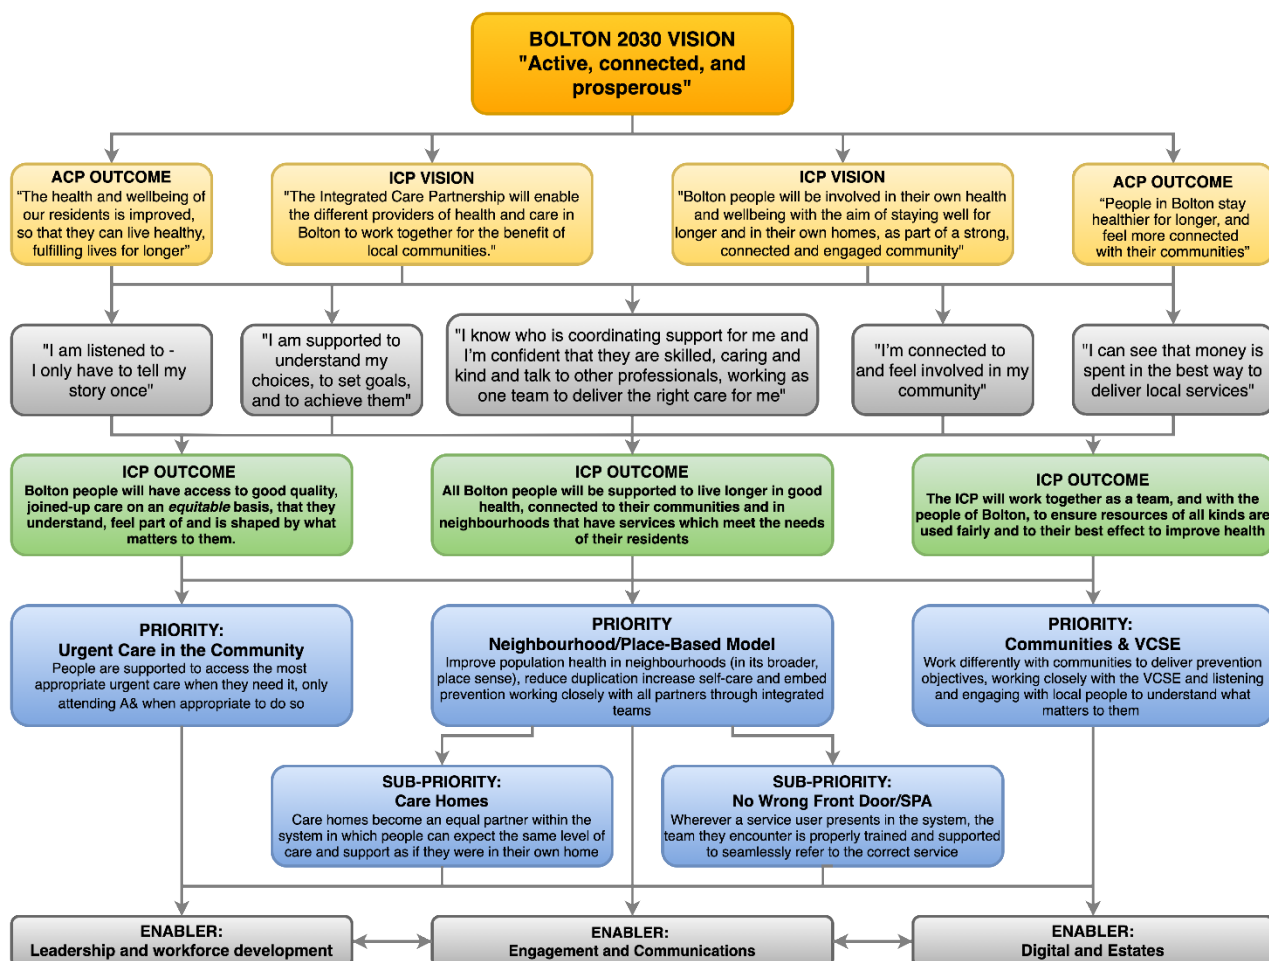 BOLTON 2030 VISION
"Active, connected, and
prosperous"
ACP OUTCOME
“The health and wellbeing of
our residents is improved,
so that they can live healthy,
fulfilling lives for longer”
ICP VISION
"The Integrated Care Partnership will enable
the different providers of health and care in
Bolton to work together for the benefit of
local communities."
ICP VISION
"Bolton people will be involved in their own health
and wellbeing with the aim of staying well for
longer and in their own homes, as part of a strong,
connected and engaged community"
ACP OUTCOME
“People in Bolton stay
healthier for longer, and
feel more connected
with their communities”
"I am listened to -
I only have to tell my
story once"
"I am supported to
understand my
choices, to set goals,
and to achieve them"
"I know who is coordinating support for me and
I’m confident that they are skilled, caring and
kind and talk to other professionals, working as
one team to deliver the right care for me"
"I’m connected to
and feel involved in my
community"
"I can see that money is
spent in the best way to
deliver local services"
ICP OUTCOME
Bolton people will have access to good quality,
joined-up care on an equitable basis, that they
understand, feel part of and is shaped by what
matters to them.
ICP OUTCOME
All Bolton people will be supported to live longer in good
health, connected to their communities and in
neighbourhoods that have services which meet the needs
of their residents
ICP OUTCOME
The ICP will work together as a team, and with the
people of Bolton, to ensure resources of all kinds are
used fairly and to their best effect to improve health
PRIORITY:
Urgent Care in the Community
People are supported to access the most
appropriate urgent care when they need it, only
attending A& when appropriate to do so
PRIORITY
Neighbourhood/Place-Based Model
Improve population health in neighbourhoods (in its broader,
place sense), reduce duplication increase self-care and embed
prevention working closely with all partners through integrated
teams
PRIORITY:
Communities & VCSE
Work differently with communities to deliver prevention
objectives, working closely with the VCSE and listening
and engaging with local people to understand what
matters to them
SUB-PRIORITY:
Care Homes
Care homes become an equal partner within the
system in which people can expect the same level of
care and support as if they were in their own home
SUB-PRIORITY:
No Wrong Front Door/SPA
Wherever a service user presents in the system, the
team they encounter is properly trained and supported
to seamlessly refer to the correct service
ENABLER:
Leadership and workforce development
ENABLER:
Engagement and Communications
ENABLER:
Digital and Estates